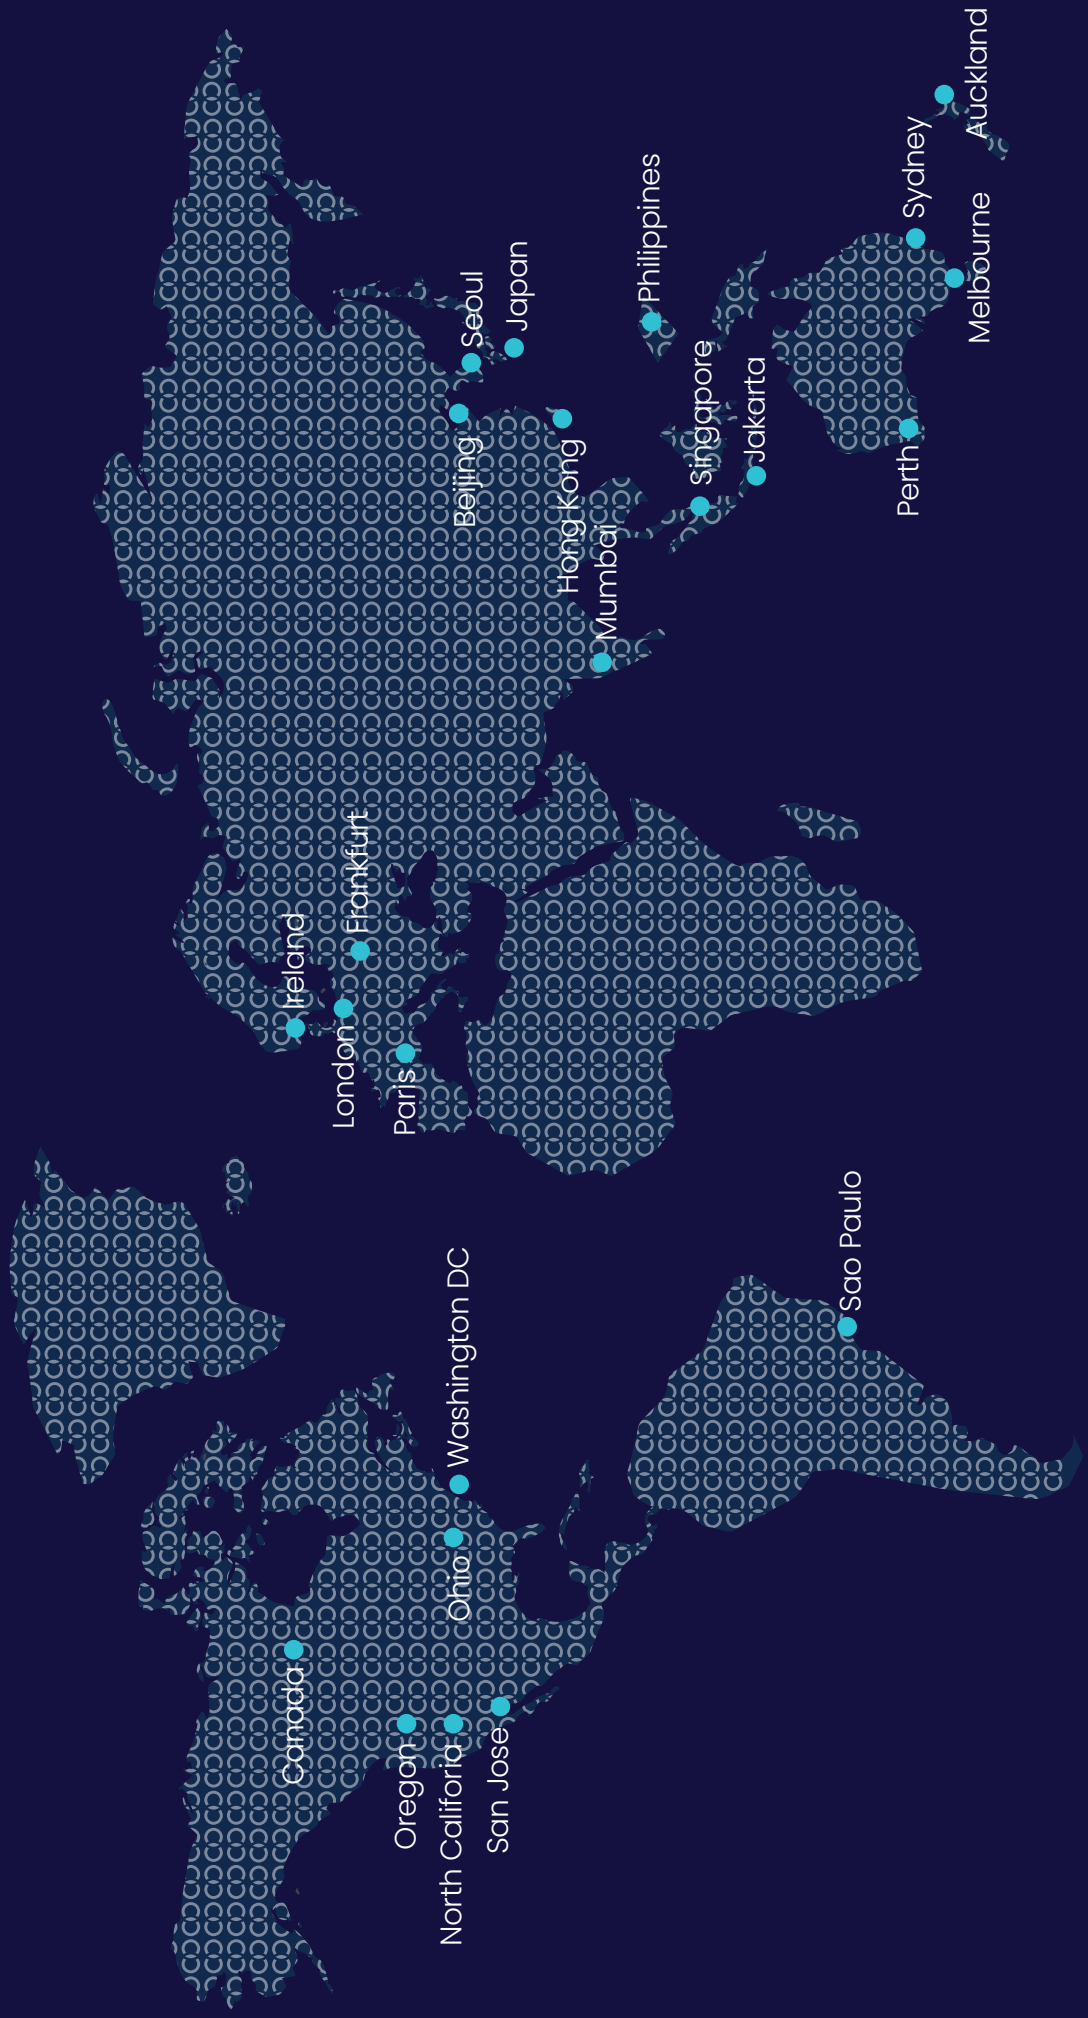 Canada
Ireland
London
Frankfurt
Paris
Oregon
North Califoria
Ohio
Washington DC
San Jose
Beijing
Seoul
Japan
Hong Kong
Mumbai
Philippines
Singapore
Jakarta
Sao Paulo
Perth
Sydney
Melbourne
Auckland